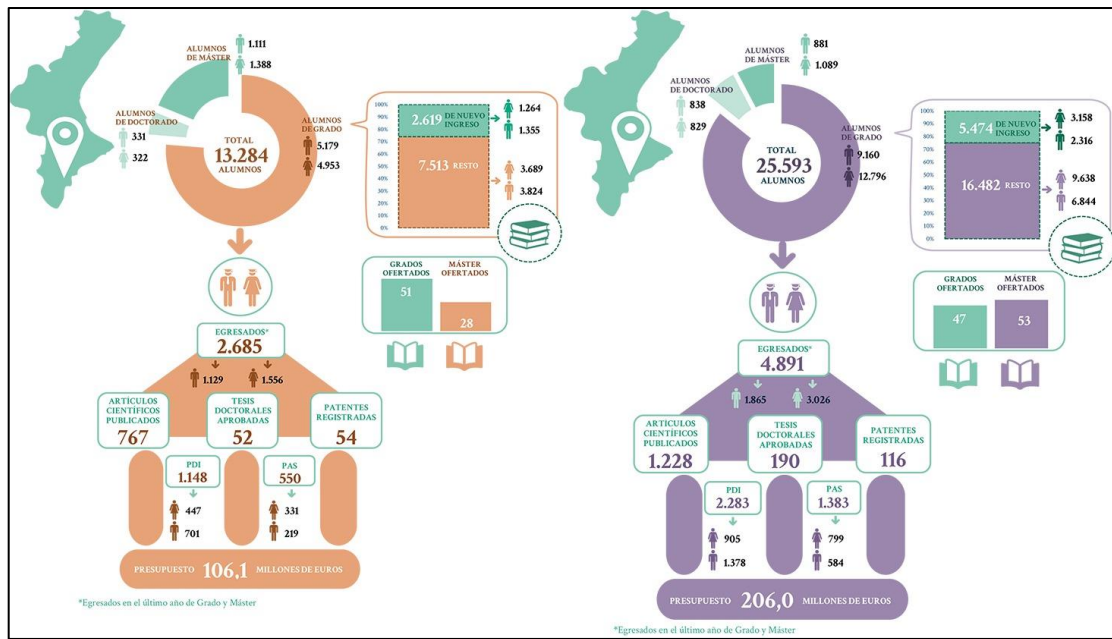 ALUMNOS
DE MÁSTER
1.111
1.388
ALUMNOS
DE DOCTORADO
331
322
TOTAL
13.284
ALUMNOS
ALUMNOS
DE GRADO
5.179
4.953
100%
90%
80%
70%
60%
50%
40%
30%
20%
10%
0%
2.619 DE NUEVO
INGRESO
7.513 RESTO
1.264
1.355
3.689
3.824
GRADOS
OFERTADOS
51
MÁSTER
OFERTADOS
28
EGRESADOS*
2.685
1.129
1.556
ARTÍCULOS
CIENTÍFICOS
PUBLICADOS
767
TESIS
DOCTORALES
APROBADAS
52
PATENTES
REGISTRADAS
54
PDI
1.148
447
701
PAS
550
331
219
PRESUPUESTO 106,1 MILLONES DE EUROS
*Egresados en el último año de Grado y Máster
ALUMNOS
DE MÁSTER
881
1.089
ALUMNOS
DE DOCTORADO
838
829
TOTAL
25.593
ALUMNOS
ALUMNOS
DE GRADO
9.160
12.796
100%
90%
80%
70%
60%
50%
40%
30%
20%
10%
0%
5.474 DE NUEVO
INGRESO
16.482 RESTO
3.158
2.316
9.638
6.844
GRADOS
OFERTADOS
47
MÁSTER
OFERTADOS
53
EGRESADOS*
4.891
1.865
3.026
ARTÍCULOS
CIENTÍFICOS
PUBLICADOS
1.228
TESIS
DOCTORALES
APROBADAS
190
PATENTES
REGISTRADAS
116
PDI
2.283
905
1.378
PAS
1.383
799
584
PRESUPUESTO 206,0 MILLONES DE EUROS
*Egresados en el último año de Grado y Máster